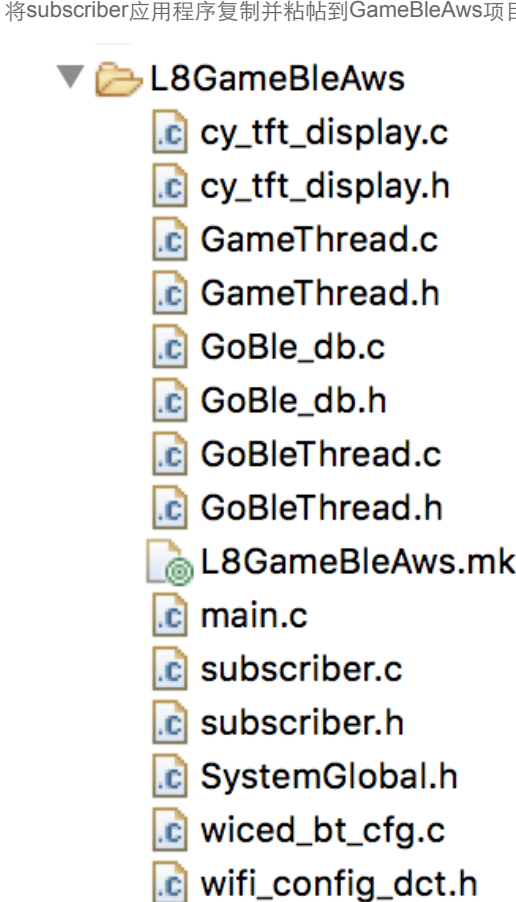 将subscriber应用程序复制并粘帖到GameBleAws项目
L8GameBleAws
cy_tft_display.c
cy_tft_display.h
GameThread.c
GameThread.h
GoBle_db.c
GoBle_db.h
GoBleThread.c
GoBleThread.h
L8GameBleAws.mk
main.c
subscriber.c
subscriber.h
SystemGlobal.h
wiced_bt_cfg.c
wifi_config_dct.h